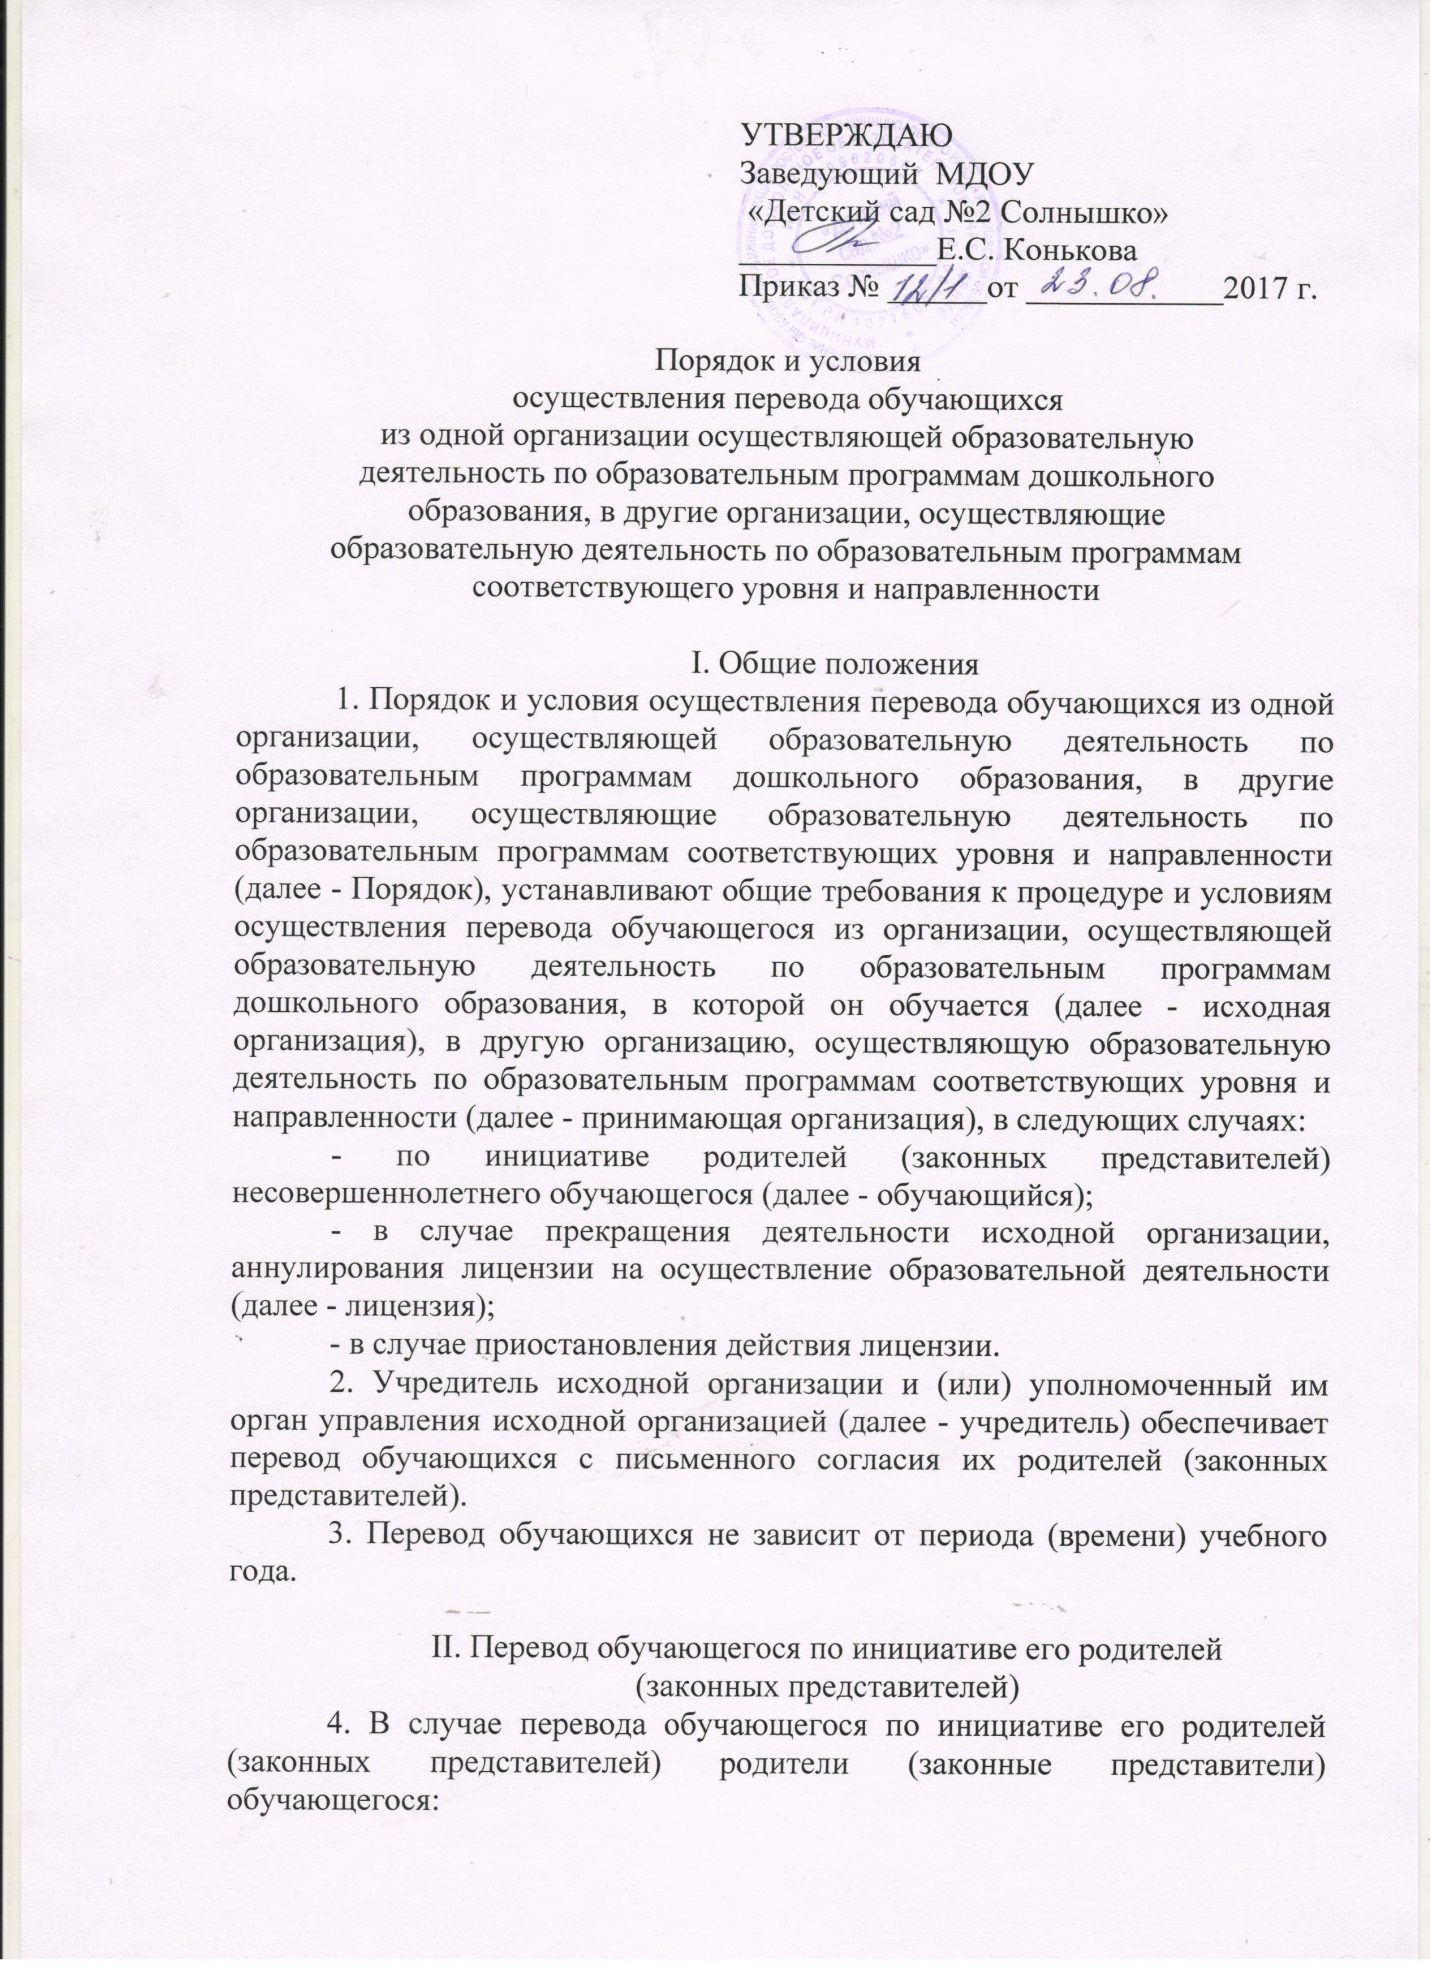 УТВЕРЖДАЮ
Заведующий МДОУ
«Детский сад №2 Солнышко»
____________Е.С. Конькова
Приказ № 12/1 от 23.08. 2017 г.
Порядок и условия
осуществления перевода обучающихся
из одной организации осуществляющей образовательную
деятельность по образовательным программам дошкольного
образования, в другие организации, осуществляющие
образовательную деятельность по образовательным программам
соответствующего уровня и направленности
I. Общие положения
1. Порядок и условия осуществления перевода обучающихся из одной
организации, осуществляющей образовательную деятельность по
образовательным программам дошкольного образования, в другие
организации, осуществляющие образовательную деятельность по
образовательным программам соответствующих уровня и направленности
(далее - Порядок), устанавливают общие требования к процедуре и условиям
осуществления перевода обучающегося из организации, осуществляющей
образовательную деятельность по образовательным программам
дошкольного образования, в которой он обучается (далее - исходная
организация), в другую организацию, осуществляющую образовательную
деятельность по образовательным программам соответствующих уровня и
направленности (далее - принимающая организация), в следующих случаях:
- по инициативе родителей (законных представителей)
несовершеннолетнего обучающегося (далее - обучающийся);
- в случае прекращения деятельности исходной организации,
аннулирования лицензии на осуществление образовательной деятельности
(далее - лицензия);
- в случае приостановления действия лицензии.
2. Учредитель исходной организации и (или) уполномоченный им
орган управления исходной организацией (далее - учредитель) обеспечивает
перевод обучающихся с письменного согласия их родителей (законных
представителей).
3. Перевод обучающихся не зависит от периода (времени) учебного
года.
II. Перевод обучающегося по инициативе его родителей
(законных представителей)
4. В случае перевода обучающегося по инициативе его родителей
(законных представителей) родители (законные представители)
обучающегося: